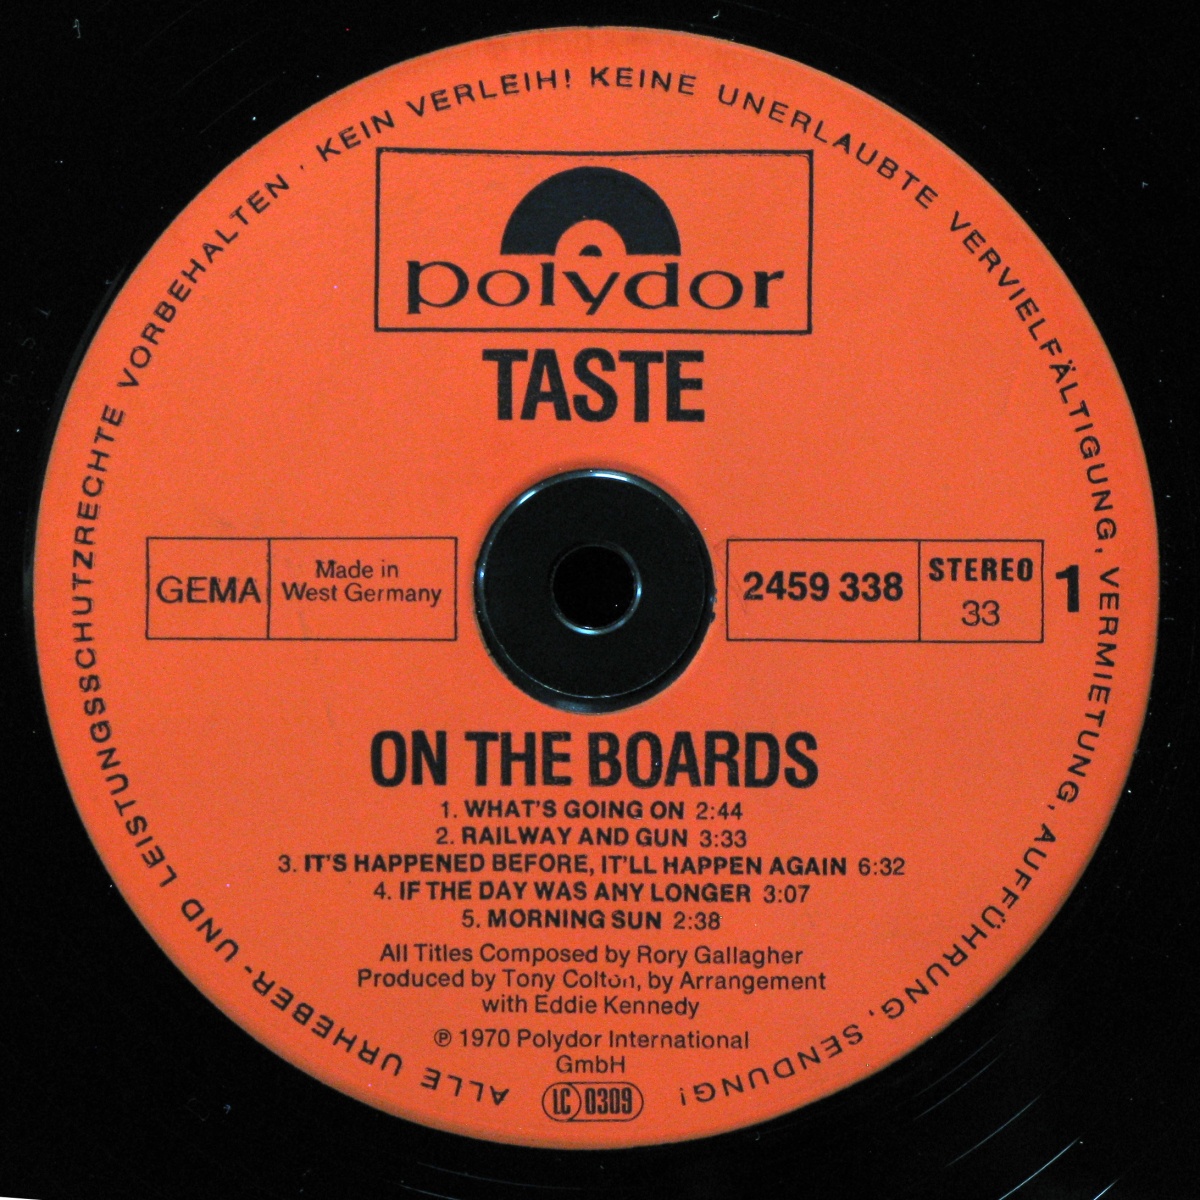 ALLE URHEBER- UND LEISTUNGSSCHUTZRECHTE VORBEHALTEN · KEIN VERLEIH! KEINE UNERLAUBTE VERVIELFÄLTIGUNG, VERMIETUNG, AUFFÜHRUNG, SENDUNG!
polydor
TASTE
GEMA
Made in
West Germany
2459 338
STEREO
33
1
ON THE BOARDS
1. WHAT'S GOING ON 2:44
2. RAILWAY AND GUN 3:33
3. IT'S HAPPENED BEFORE, IT'LL HAPPEN AGAIN 6:32
4. IF THE DAY WAS ANY LONGER 3:07
5. MORNING SUN 2:38
All Titles Composed by Rory Gallagher
Produced by Tony Colton, by Arrangement
with Eddie Kennedy
℗ 1970 Polydor International
GmbH
LC 0309